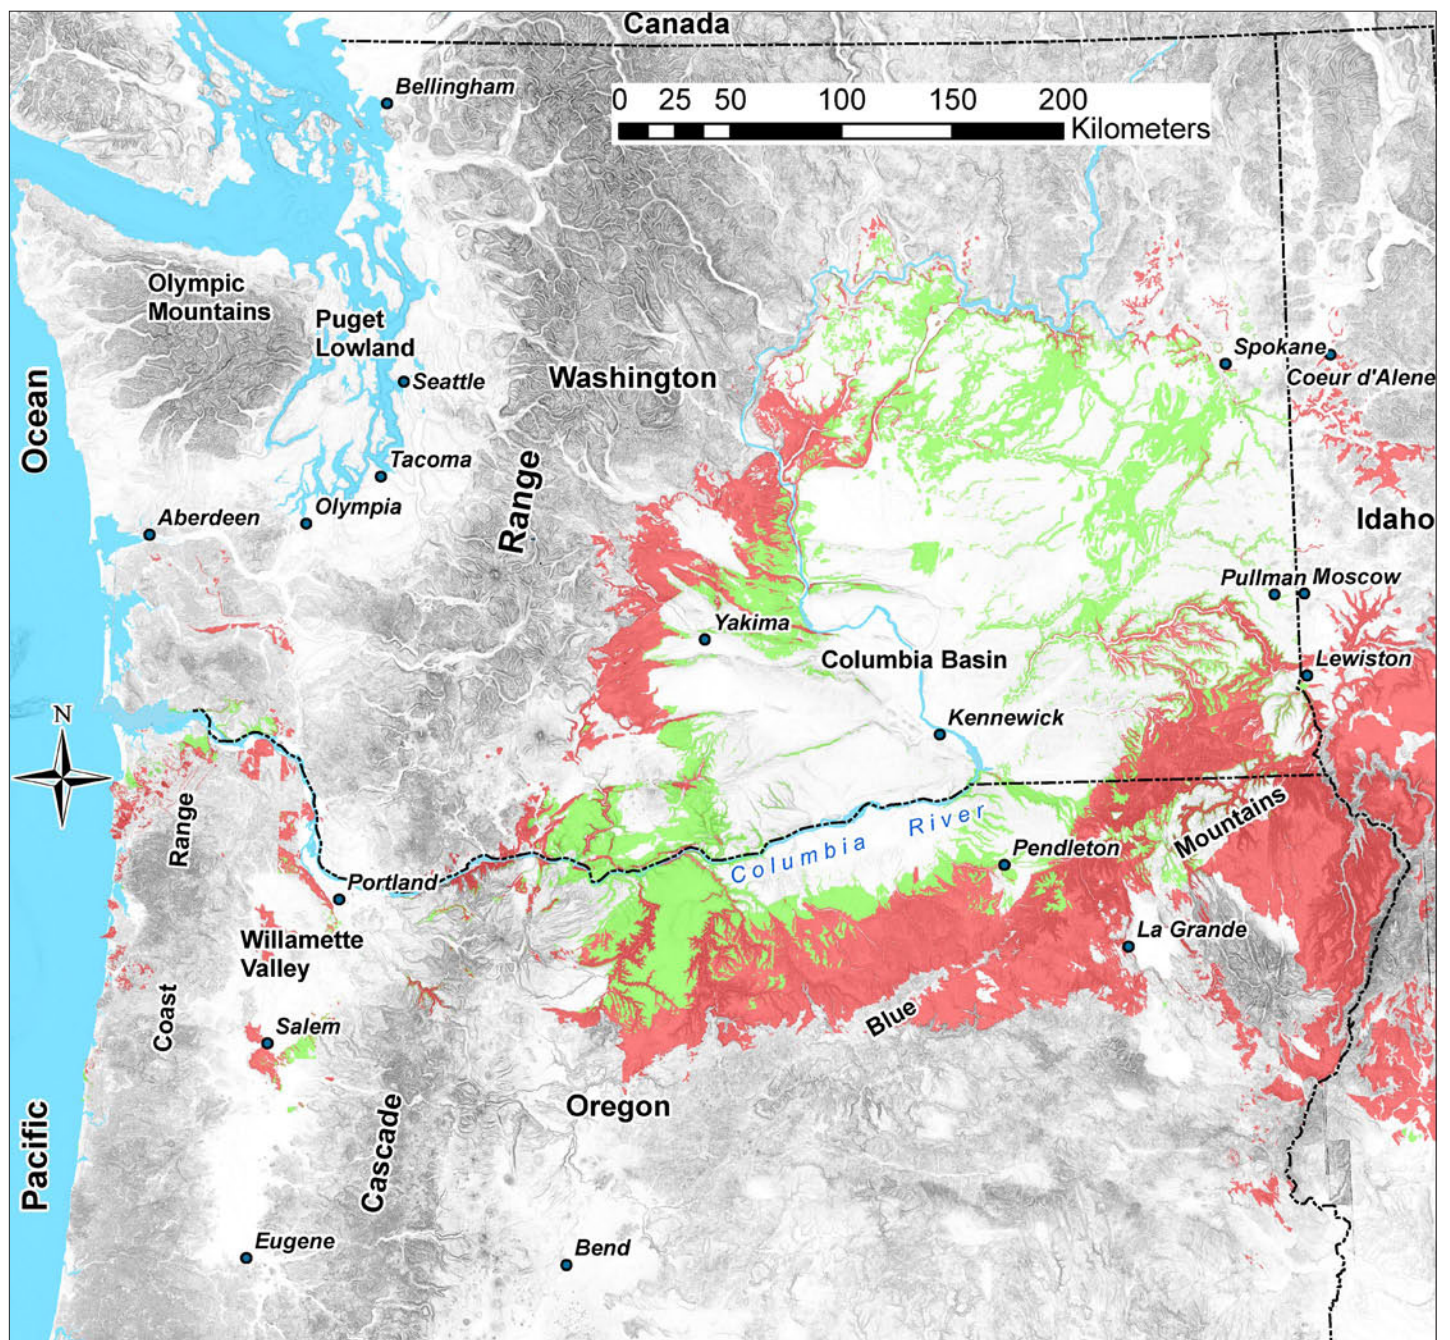 Canada
Bellingham
0 25 50 100 150 200
Kilometers
Olympic
Mountains
Puget
Lowland
Seattle
Washington
Spokane
Coeur d'Alene
Ocean
Tacoma
Range
Olympia
Aberdeen
Idaho
Pullman Moscow
Yakima
Columbia Basin
Lewiston
N
Kennewick
Range
Columbia River
Mountains
Pendleton
Portland
Willamette
Valley
La Grande
Coast
Salem
Blue
Oregon
Cascade
Pacific
Eugene
Bend